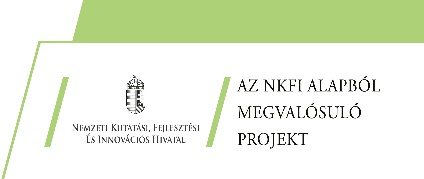 NEMZETI KUTATÁSI, FEJLESZTÉSI
ÉS INNOVÁCIÓS HIVATAL
AZ NKFI ALAPBÓL
MEGVALÓSULÓ
PROJEKT